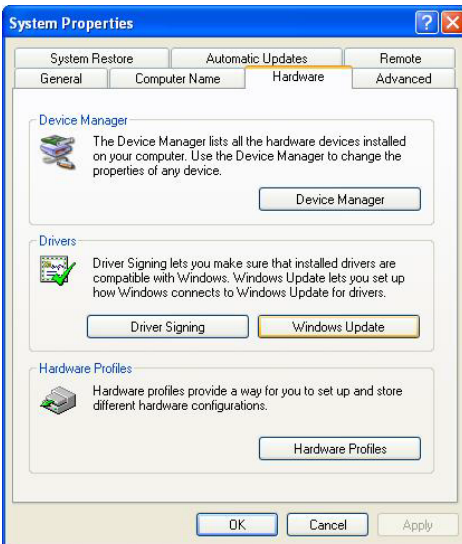 System Properties
System Restore Automatic Updates Remote
General Computer Name Hardware Advanced
Device Manager
The Device Manager lists all the hardware devices installed
on your computer. Use the Device Manager to change the
properties of any device.
Device Manager
Drivers
Driver Signing lets you make sure that installed drivers are
compatible with Windows. Windows Update lets you set up
how Windows connects to Windows Update for drivers.
Driver Signing Windows Update
Hardware Profiles
Hardware profiles provide a way for you to set up and store
different hardware configurations.
Hardware Profiles
OK Cancel Apply